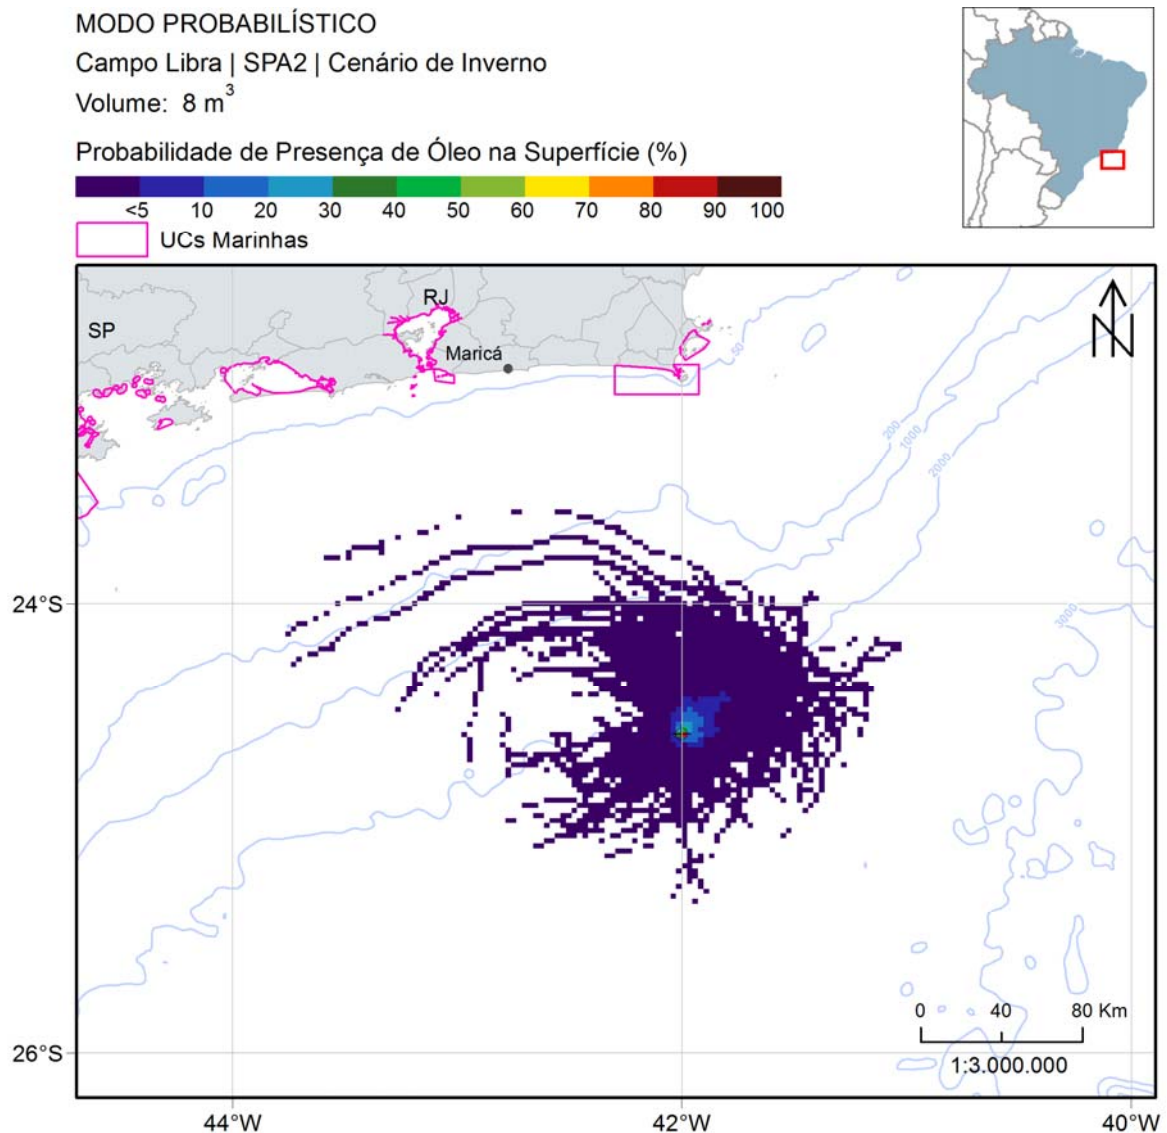 MODO PROBABILÍSTICO
Campo Libra | SPA2 | Cenário de Inverno
Volume: 8 m³
Probabilidade de Presença de Óleo na Superfície (%)
<5 10 20 30 40 50 60 70 80 90 100
UCs Marinhas
RJ
SP
Maricá
50
N
200
1000
2000
24°S
3000
0 40 80 Km
26°S
1:3.000.000
44°W 42°W 40°W